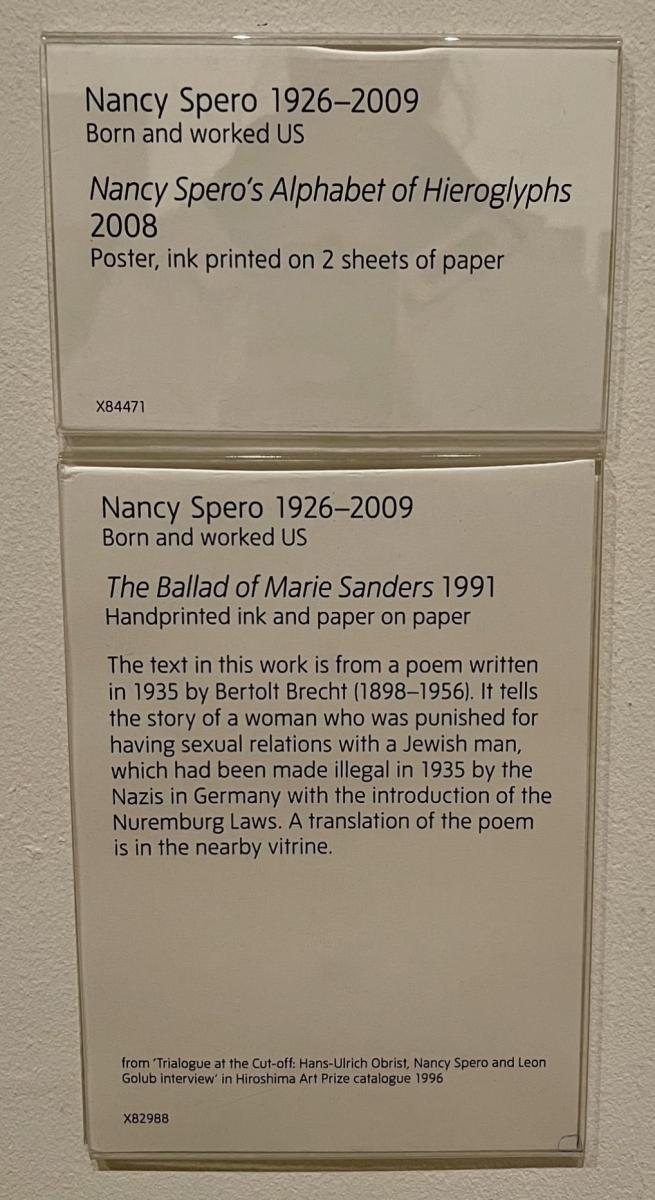 Nancy Spero 1926–2009
Born and worked US
Nancy Spero's Alphabet of Hieroglyphs
2008
Poster, ink printed on 2 sheets of paper
X84471
Nancy Spero 1926–2009
Born and worked US
The Ballad of Marie Sanders 1991
Handprinted ink and paper on paper
The text in this work is from a poem written
in 1935 by Bertolt Brecht (1898–1956). It tells
the story of a woman who was punished for
having sexual relations with a Jewish man,
which had been made illegal in 1935 by the
Nazis in Germany with the introduction of the
Nuremburg Laws. A translation of the poem
is in the nearby vitrine.
from 'Trialogue at the Cut-off: Hans-Ulrich Obrist, Nancy Spero and Leon
Golub interview' in Hiroshima Art Prize catalogue 1996
X82988